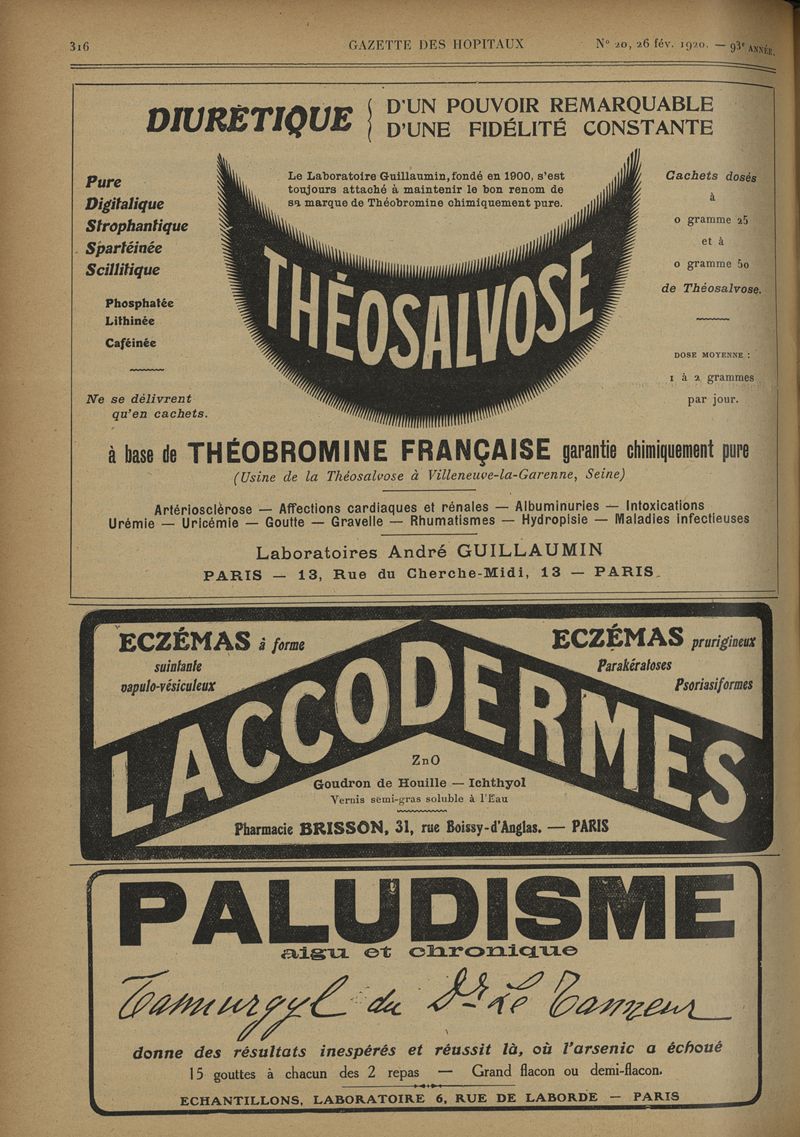 316
GAZETTE DES HOPITAUX
N° 20, 26 fév. 1920. — 93e ANNÉE.
DIURÉTIQUE
D'UN POUVOIR REMARQUABLE
D'UNE FIDÉLITÉ CONSTANTE
Pure
Digitalique
Strophantique
Spartéinée
Scillitique
Phosphatée
Lithinée
Caféinée
Ne se délivrent
qu'en cachets.
Le Laboratoire Guillaumin, fondé en 1900, s'est
toujours attaché à maintenir le bon renom de
sa marque de Théobromine chimiquement pure.
THÉOSALVOSE
Cachets dosés
à
0 gramme 25
et à
0 gramme 50
de Théosalvose.
DOSE MOYENNE :
1 à 2 grammes
par jour.
à base de THÉOBROMINE FRANÇAISE garantie chimiquement pure
(Usine de la Théosalvose à Villeneuve-la-Garenne, Seine)
Artériosclérose — Affections cardiaques et rénales — Albuminuries — Intoxications
Urémie — Uricémie — Goutte — Gravelle — Rhumatismes — Hydropisie — Maladies infectieuses
Laboratoires André GUILLAUMIN
PARIS — 13, Rue du Cherche-Midi, 13 — PARIS
ECZÉMAS à forme
suintante
vapulo-vésiculeux
ECZÉMAS prurigineux
Parakératoses
Psoriasiformes
LACCODERMES
ZnO
Goudron de Houille — Ichthyol
Vernis semi-gras soluble à l'Eau
Pharmacie BRISSON, 31, rue Boissy-d'Anglas. — PARIS
PALUDISME
aigu et chronique
Tannurgyl du Dr Le Tanneur
donne des résultats inespérés et réussit là, où l'arsenic a échoué
15 gouttes à chacun des 2 repas — Grand flacon ou demi-flacon.
ECHANTILLONS, LABORATOIRE 6, RUE DE LABORDE — PARIS